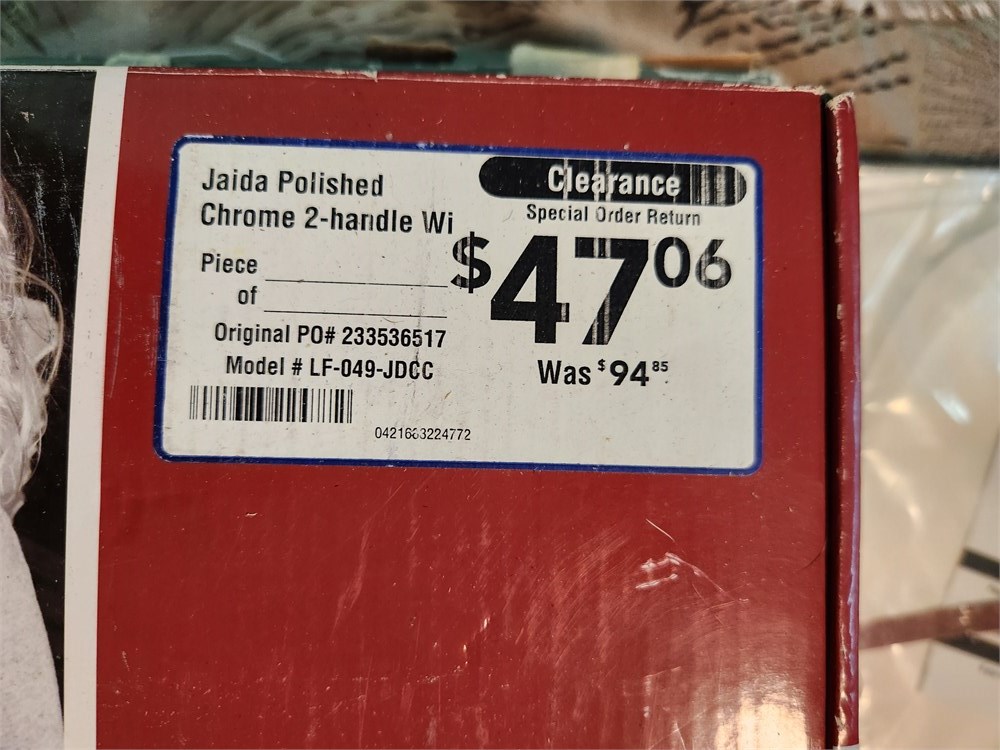 Jaida Polished
Chrome 2-handle Wi
Piece
of
Original PO# 233536517
Model # LF-049-JDCC
Clearance
Special Order Return
$47 06
Was $94 85